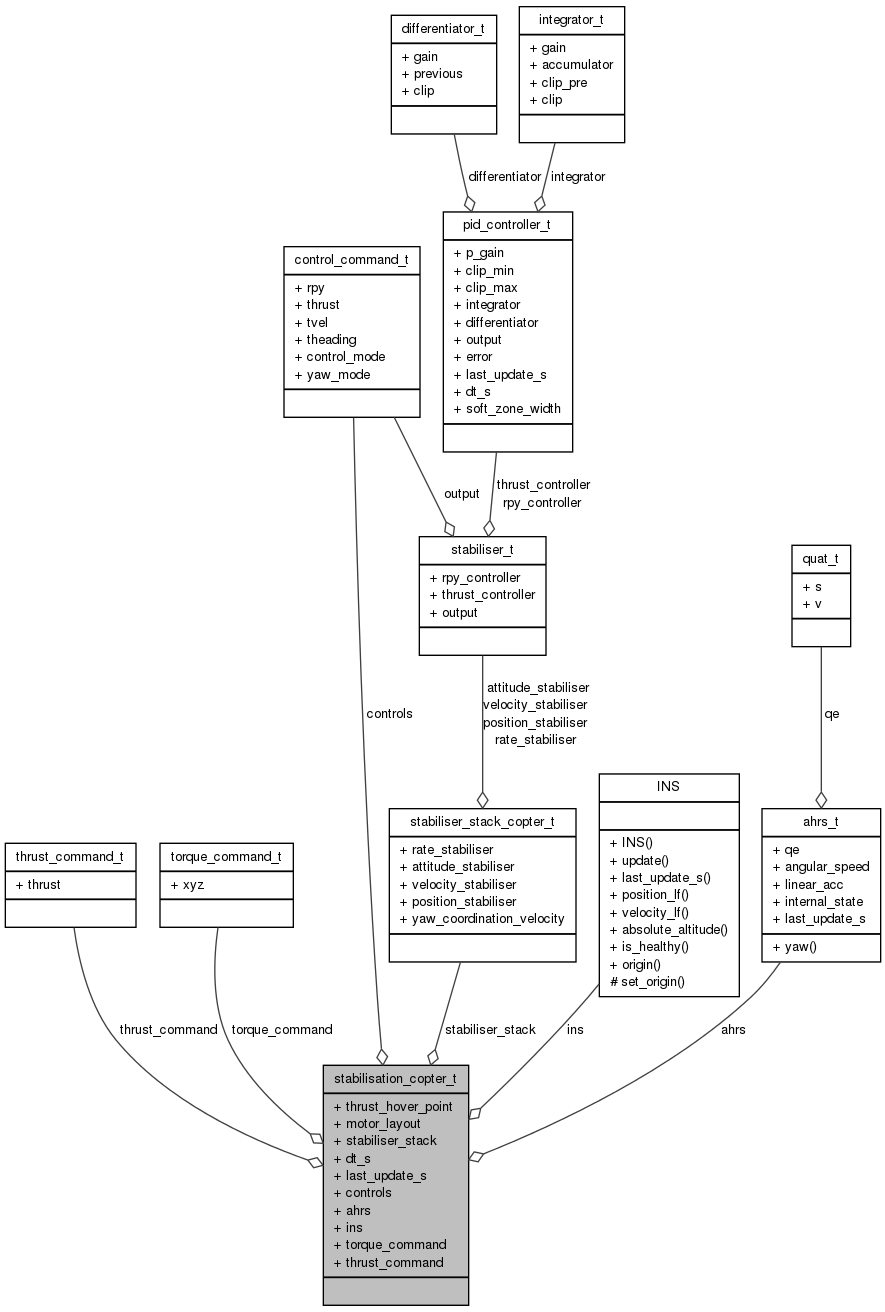 differentiator_t
+ gain
+ previous
+ clip
integrator_t
+ gain
+ accumulator
+ clip_pre
+ clip
differentiator
integrator
pid_controller_t
+ p_gain
+ clip_min
+ clip_max
+ integrator
+ differentiator
+ output
+ error
+ last_update_s
+ dt_s
+ soft_zone_width
control_command_t
+ rpy
+ thrust
+ tvel
+ theading
+ control_mode
+ yaw_mode
output
thrust_controller
rpy_controller
stabiliser_t
+ rpy_controller
+ thrust_controller
+ output
quat_t
+ s
+ v
controls
attitude_stabiliser
velocity_stabiliser
position_stabiliser
rate_stabiliser
qe
thrust_command_t
+ thrust
torque_command_t
+ xyz
stabiliser_stack_copter_t
+ rate_stabiliser
+ attitude_stabiliser
+ velocity_stabiliser
+ position_stabiliser
+ yaw_coordination_velocity
INS
+ INS()
+ update()
+ last_update_s()
+ position_lf()
+ velocity_lf()
+ absolute_altitude()
+ is_healthy()
+ origin()
# set_origin()
ahrs_t
+ qe
+ angular_speed
+ linear_acc
+ internal_state
+ last_update_s
+ yaw()
thrust_command
torque_command
stabiliser_stack
ins
ahrs
stabilisation_copter_t
+ thrust_hover_point
+ motor_layout
+ stabiliser_stack
+ dt_s
+ last_update_s
+ controls
+ ahrs
+ ins
+ torque_command
+ thrust_command